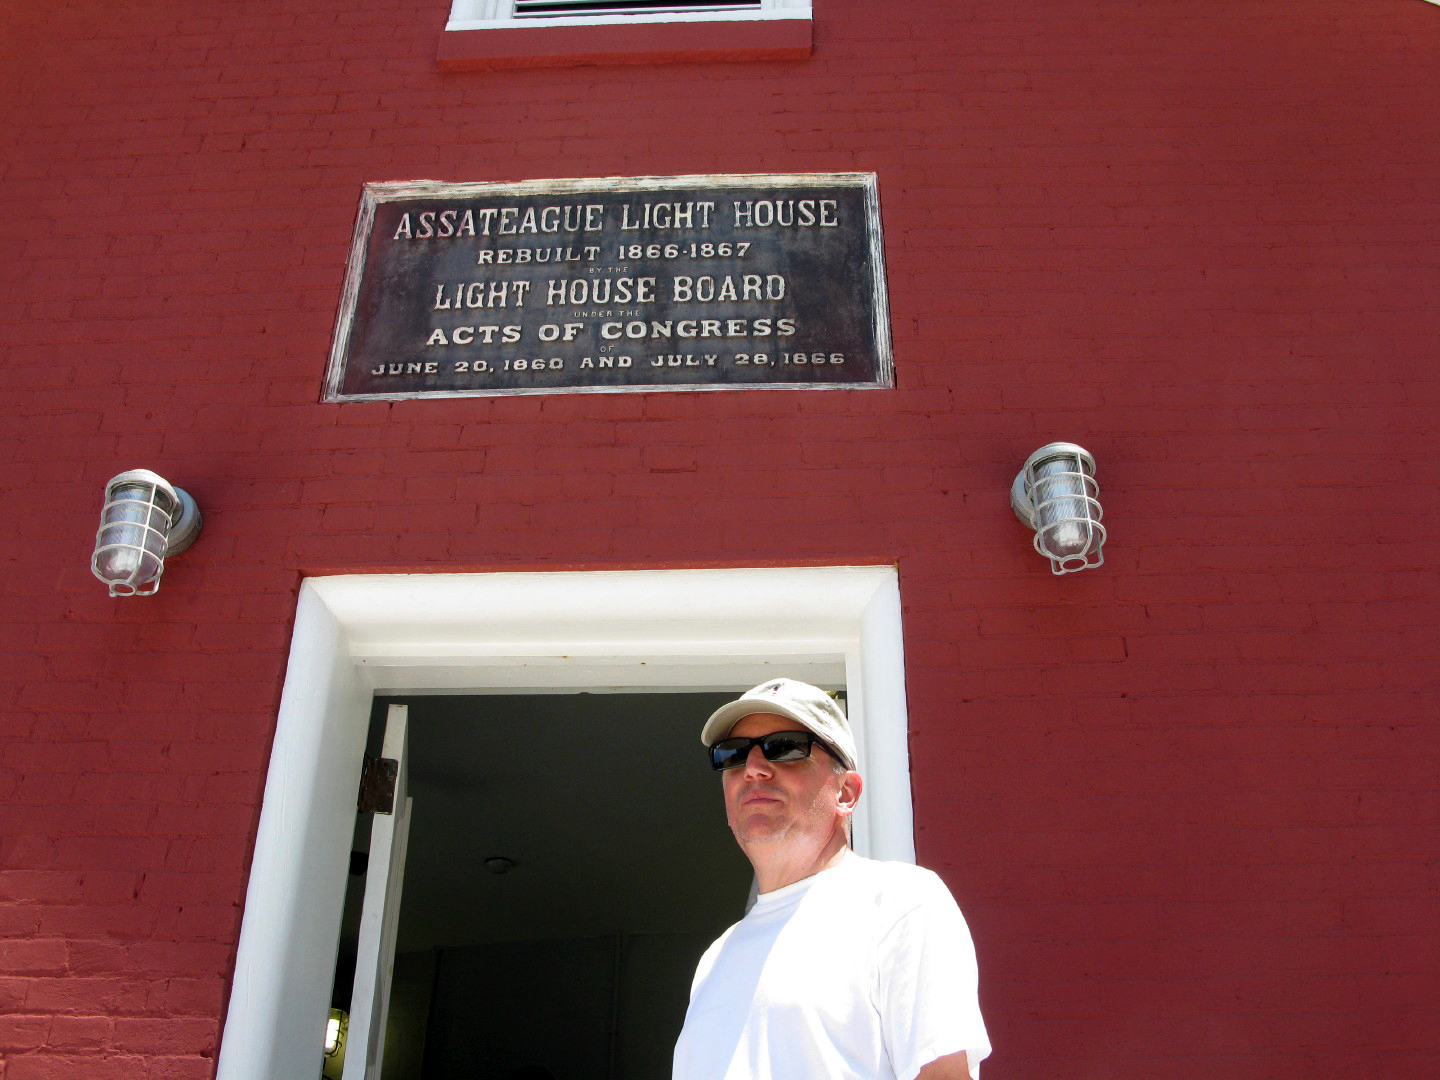 ASSATEAGUE LIGHT HOUSE
REBUILT 1866-1867
BY THE
LIGHT HOUSE BOARD
UNDER THE
ACTS OF CONGRESS
OF
JUNE 20, 1860 AND JULY 28, 1866